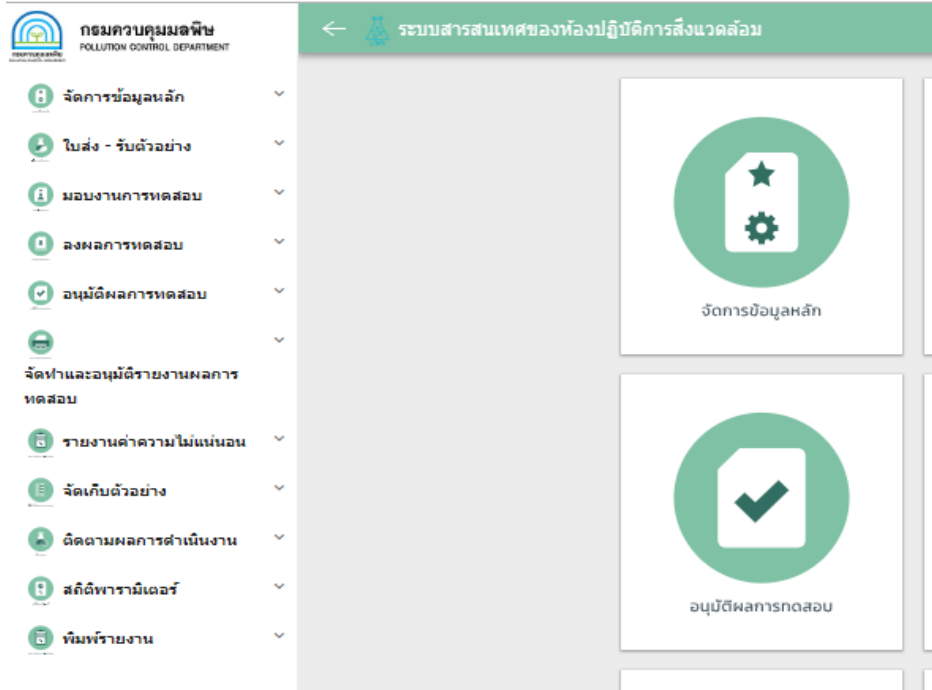 กรมควบคุมมลพิษ
POLLUTION CONTROL DEPARTMENT
ระบบสารสนเทศของห้องปฏิบัติการสิ่งแวดล้อม
จัดการข้อมูลหลัก
ใบส่ง - รับตัวอย่าง
มอบงานการทดสอบ
ลงผลการทดสอบ
อนุมัติผลการทดสอบ
จัดทำและอนุมัติรายงานผลการ
ทดสอบ
รายงานค่าความไม่แน่นอน
จัดเก็บตัวอย่าง
ติดตามผลการดำเนินงาน
สถิติพารามิเตอร์
พิมพ์รายงาน
จัดการข้อมูลหลัก
อนุมัติผลการทดสอบ